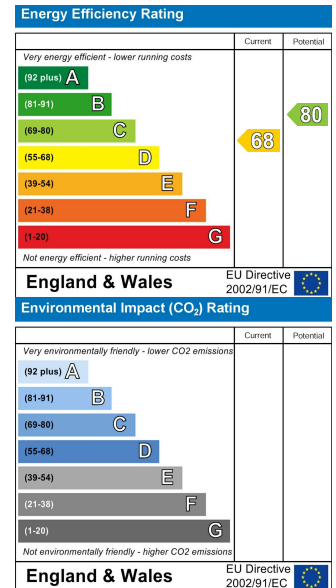 Energy Efficiency Rating
Current Potential
Very energy efficient - lower running costs
(92 plus) A
(81-91) B
(69-80) C
(55-68) D
(39-54) E
(21-38) F
(1-20) G
68
80
Not energy efficient - higher running costs
England & Wales
EU Directive
2002/91/EC
Environmental Impact (CO₂) Rating
Current Potential
Very environmentally friendly - lower CO2 emissions
(92 plus) A
(81-91) B
(69-80) C
(55-68) D
(39-54) E
(21-38) F
(1-20) G
Not environmentally friendly - higher CO2 emissions
England & Wales
EU Directive
2002/91/EC